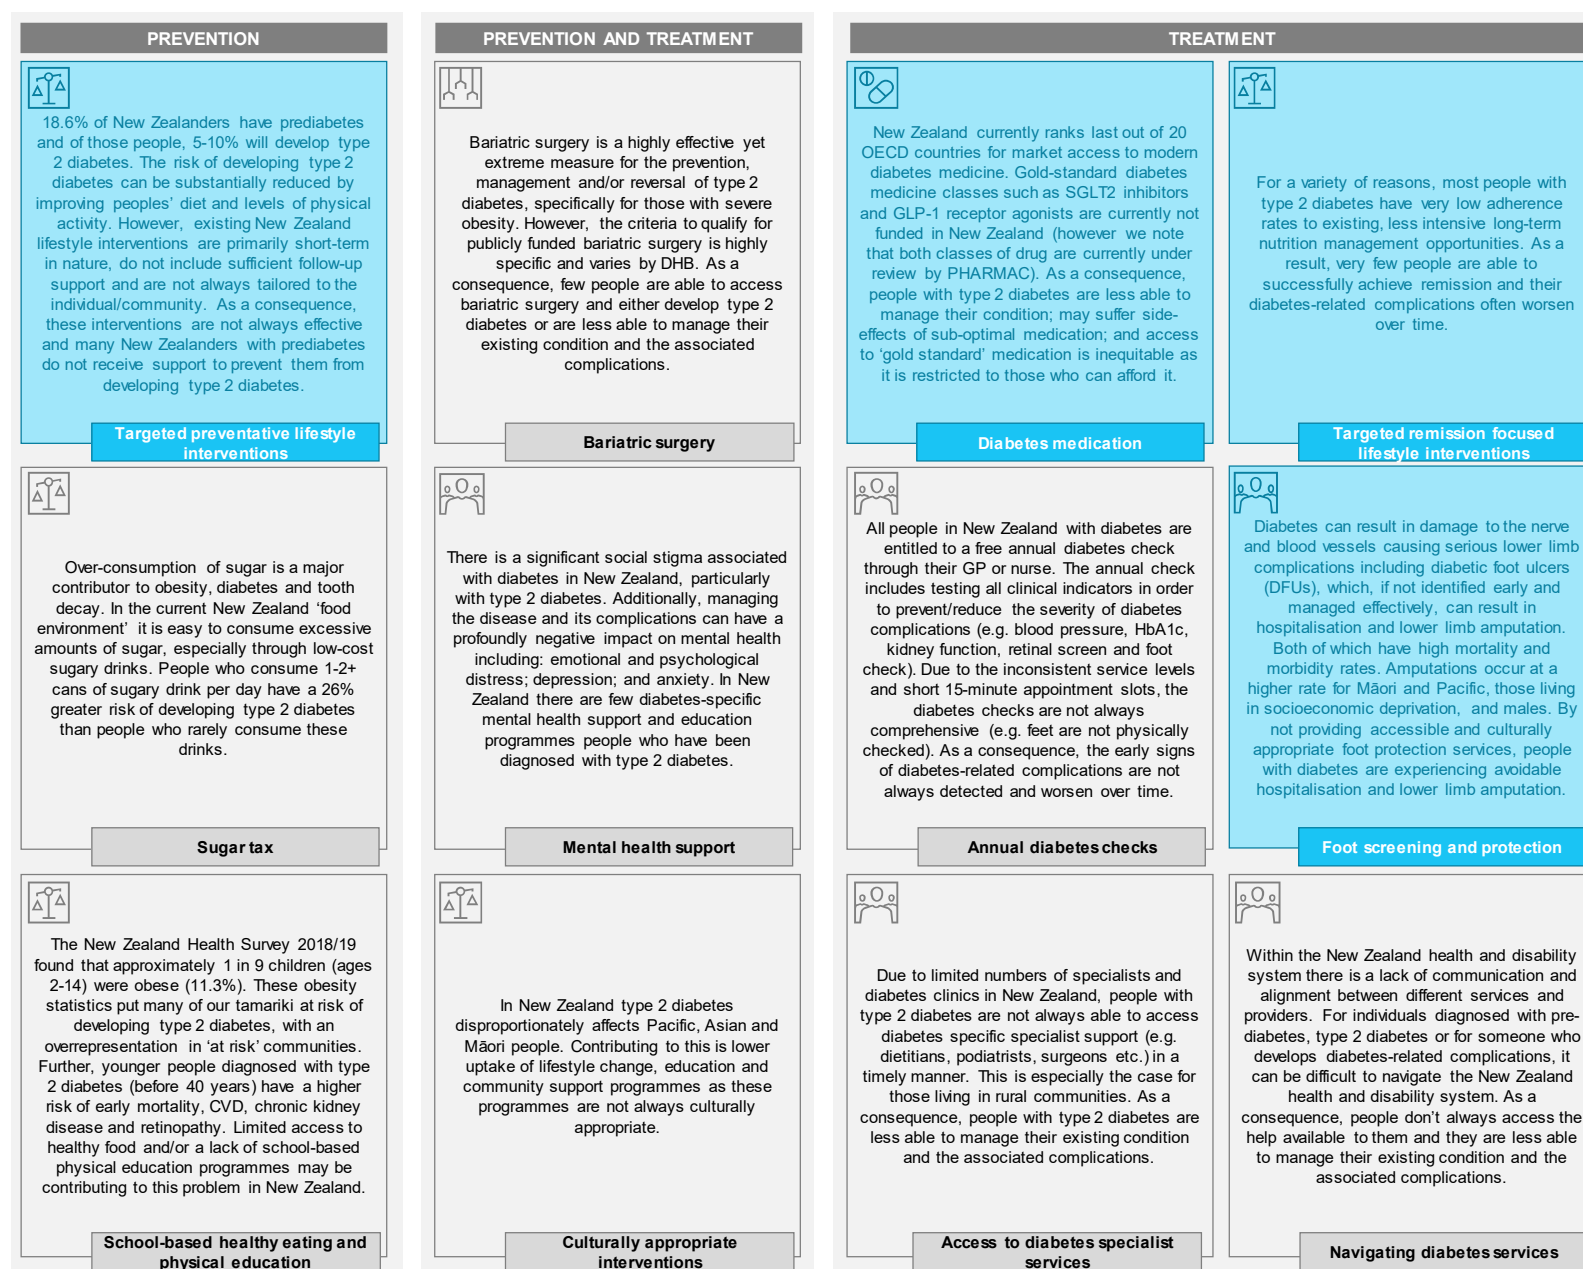 PREVENTION
18.6% of New Zealanders have prediabetes
and of those people, 5-10% will develop type
2 diabetes. The risk of developing type 2
diabetes can be substantially reduced by
improving peoples’ diet and levels of physical
activity. However, existing New Zealand
lifestyle interventions are primarily short-term
in nature, do not include sufficient follow-up
support and are not always tailored to the
individual/community. As a consequence,
these interventions are not always effective
and many New Zealanders with prediabetes
do not receive support to prevent them from
developing type 2 diabetes.
Targeted preventative lifestyle
interventions
Over-consumption of sugar is a major
contributor to obesity, diabetes and tooth
decay. In the current New Zealand ‘food
environment’ it is easy to consume excessive
amounts of sugar, especially through low-cost
sugary drinks. People who consume 1-2+
cans of sugary drink per day have a 26%
greater risk of developing type 2 diabetes
than people who rarely consume these
drinks.
Sugar tax
The New Zealand Health Survey 2018/19
found that approximately 1 in 9 children (ages
2-14) were obese (11.3%). These obesity
statistics put many of our tamariki at risk of
developing type 2 diabetes, with an
overrepresentation in ‘at risk’ communities.
Further, younger people diagnosed with type
2 diabetes (before 40 years) have a higher
risk of early mortality, CVD, chronic kidney
disease and retinopathy. Limited access to
healthy food and/or a lack of school-based
physical education programmes may be
contributing to this problem in New Zealand.
School-based healthy eating and
physical education
PREVENTION AND TREATMENT
Bariatric surgery is a highly effective yet
extreme measure for the prevention,
management and/or reversal of type 2
diabetes, specifically for those with severe
obesity. However, the criteria to qualify for
publicly funded bariatric surgery is highly
specific and varies by DHB. As a
consequence, few people are able to access
bariatric surgery and either develop type 2
diabetes or are less able to manage their
existing condition and the associated
complications.
Bariatric surgery
There is a significant social stigma associated
with diabetes in New Zealand, particularly
with type 2 diabetes. Additionally, managing
the disease and its complications can have a
profoundly negative impact on mental health
including: emotional and psychological
distress; depression; and anxiety. In New
Zealand there are few diabetes-specific
mental health support and education
programmes people who have been
diagnosed with type 2 diabetes.
Mental health support
In New Zealand type 2 diabetes
disproportionately affects Pacific, Asian and
Māori people. Contributing to this is lower
uptake of lifestyle change, education and
community support programmes as these
programmes are not always culturally
appropriate.
Culturally appropriate
interventions
TREATMENT
New Zealand currently ranks last out of 20
OECD countries for market access to modern
diabetes medicine. Gold-standard diabetes
medicine classes such as SGLT2 inhibitors
and GLP-1 receptor agonists are currently not
funded in New Zealand (however we note
that both classes of drug are currently under
review by PHARMAC). As a consequence,
people with type 2 diabetes are less able to
manage their condition; may suffer side-
effects of sub-optimal medication; and access
to ‘gold standard’ medication is inequitable as
it is restricted to those who can afford it.
Diabetes medication
For a variety of reasons, most people with
type 2 diabetes have very low adherence
rates to existing, less intensive long-term
nutrition management opportunities. As a
result, very few people are able to
successfully achieve remission and their
diabetes-related complications often worsen
over time.
Targeted remission focused
lifestyle interventions
All people in New Zealand with diabetes are
entitled to a free annual diabetes check
through their GP or nurse. The annual check
includes testing all clinical indicators in order
to prevent/reduce the severity of diabetes
complications (e.g. blood pressure, HbA1c,
kidney function, retinal screen and foot
check). Due to the inconsistent service levels
and short 15-minute appointment slots, the
diabetes checks are not always
comprehensive (e.g. feet are not physically
checked). As a consequence, the early signs
of diabetes-related complications are not
always detected and worsen over time.
Annual diabetes checks
Diabetes can result in damage to the nerve
and blood vessels causing serious lower limb
complications including diabetic foot ulcers
(DFUs), which, if not identified early and
managed effectively, can result in
hospitalisation and lower limb amputation.
Both of which have high mortality and
morbidity rates. Amputations occur at a
higher rate for Māori and Pacific, those living
in socioeconomic deprivation, and males. By
not providing accessible and culturally
appropriate foot protection services, people
with diabetes are experiencing avoidable
hospitalisation and lower limb amputation.
Foot screening and protection
Due to limited numbers of specialists and
diabetes clinics in New Zealand, people with
type 2 diabetes are not always able to access
diabetes specific specialist support (e.g.
dietitians, podiatrists, surgeons etc.) in a
timely manner. This is especially the case for
those living in rural communities. As a
consequence, people with type 2 diabetes are
less able to manage their existing condition
and the associated complications.
Access to diabetes specialist
services
Within the New Zealand health and disability
system there is a lack of communication and
alignment between different services and
providers. For individuals diagnosed with pre-
diabetes, type 2 diabetes or for someone who
develops diabetes-related complications, it
can be difficult to navigate the New Zealand
health and disability system. As a
consequence, people don’t always access the
help available to them and they are less able
to manage their existing condition and the
associated complications.
Navigating diabetes services